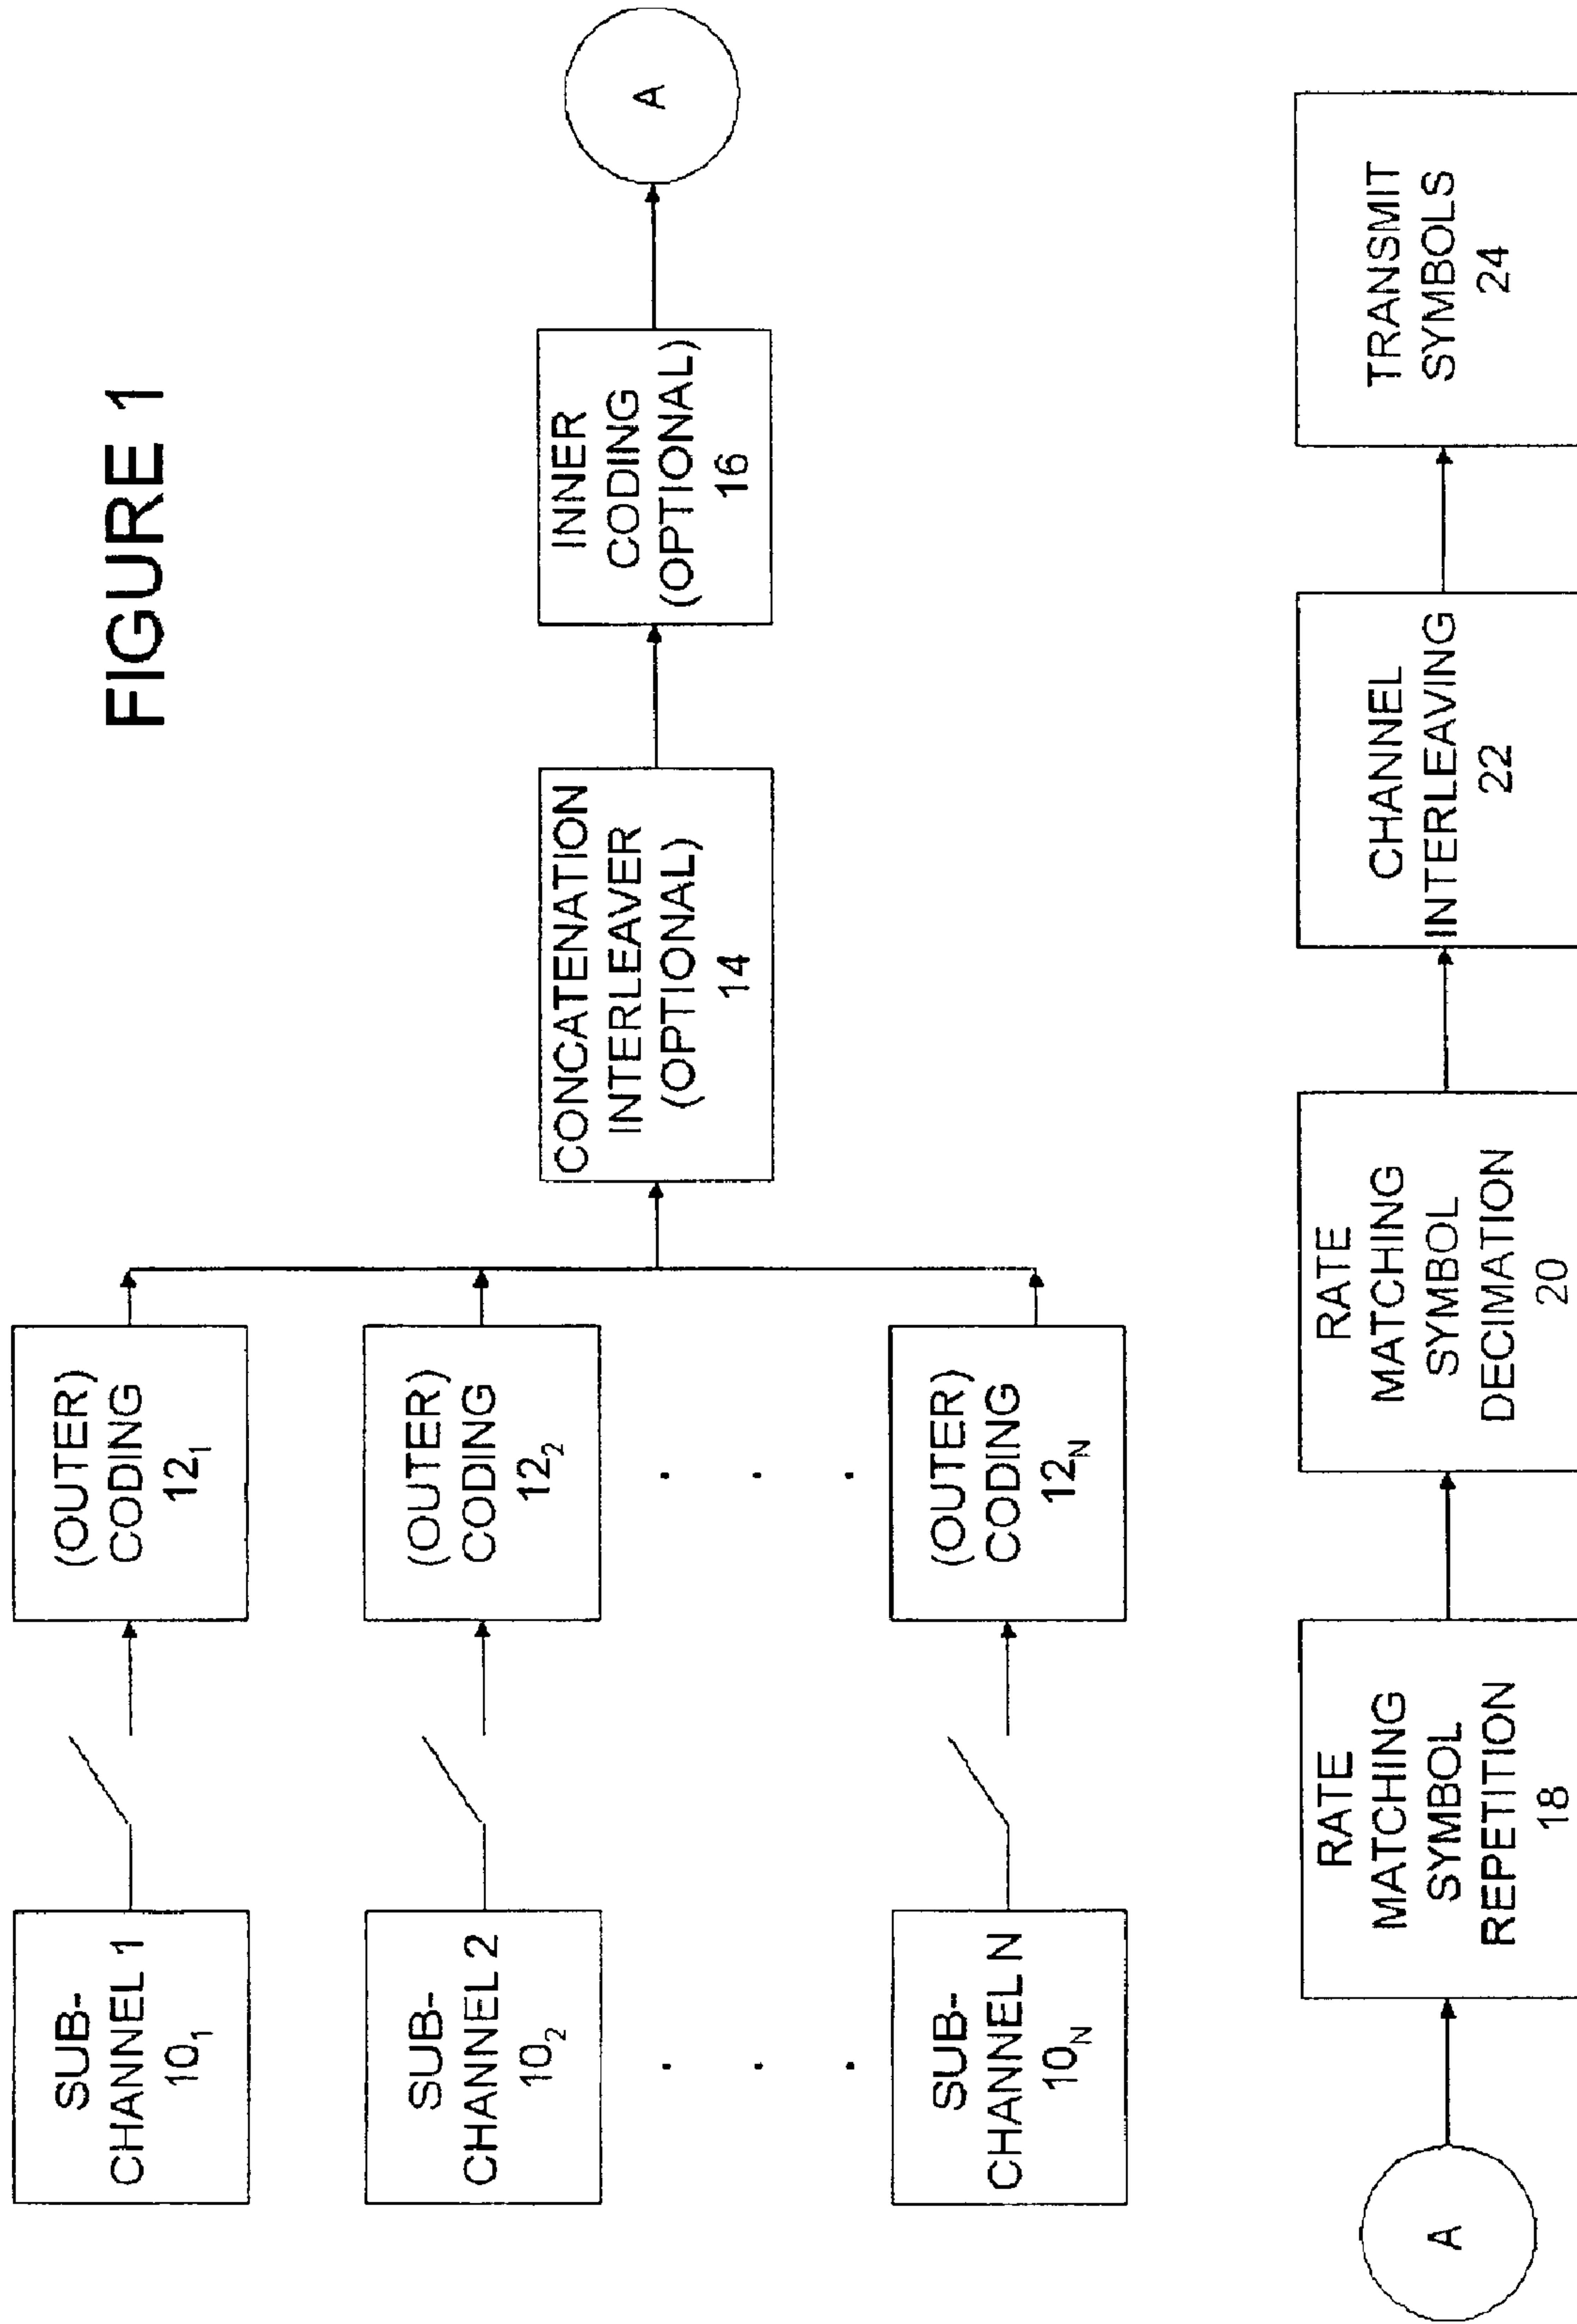 FIGURE 1
SUB-
CHANNEL 1
10₁
(OUTER)
CODING
12₁
SUB-
CHANNEL 2
10₂
(OUTER)
CODING
12₂
. . .
. . .
SUB-
CHANNEL N
10N
(OUTER)
CODING
12N
CONCATENATION
INTERLEAVER
(OPTIONAL)
14
INNER
CODING
(OPTIONAL)
16
A
A
RATE
MATCHING
SYMBOL
REPETITION
18
RATE
MATCHING
SYMBOL
DECIMATION
20
CHANNEL
INTERLEAVING
22
TRANSMIT
SYMBOLS
24